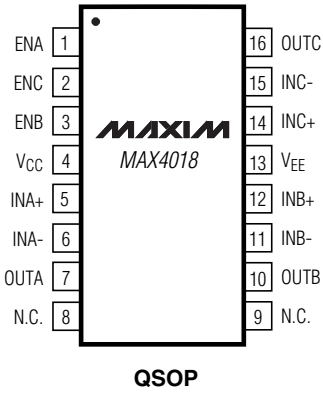 ENA 1 16 OUTC
ENC 2 15 INC-
ENB 3 MAXIM 14 INC+
VCC 4 MAX4018 13 VEE
INA+ 5 12 INB+
INA- 6 11 INB-
OUTA 7 10 OUTB
N.C. 8 9 N.C.
QSOP